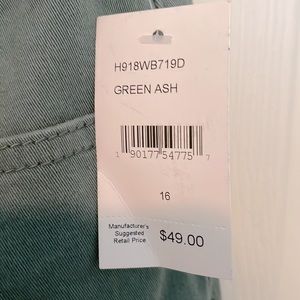 H918WB719D
GREEN ASH
1 90177 54775 7
16
Manufacturer's
Suggested
Retail Price
$49.00